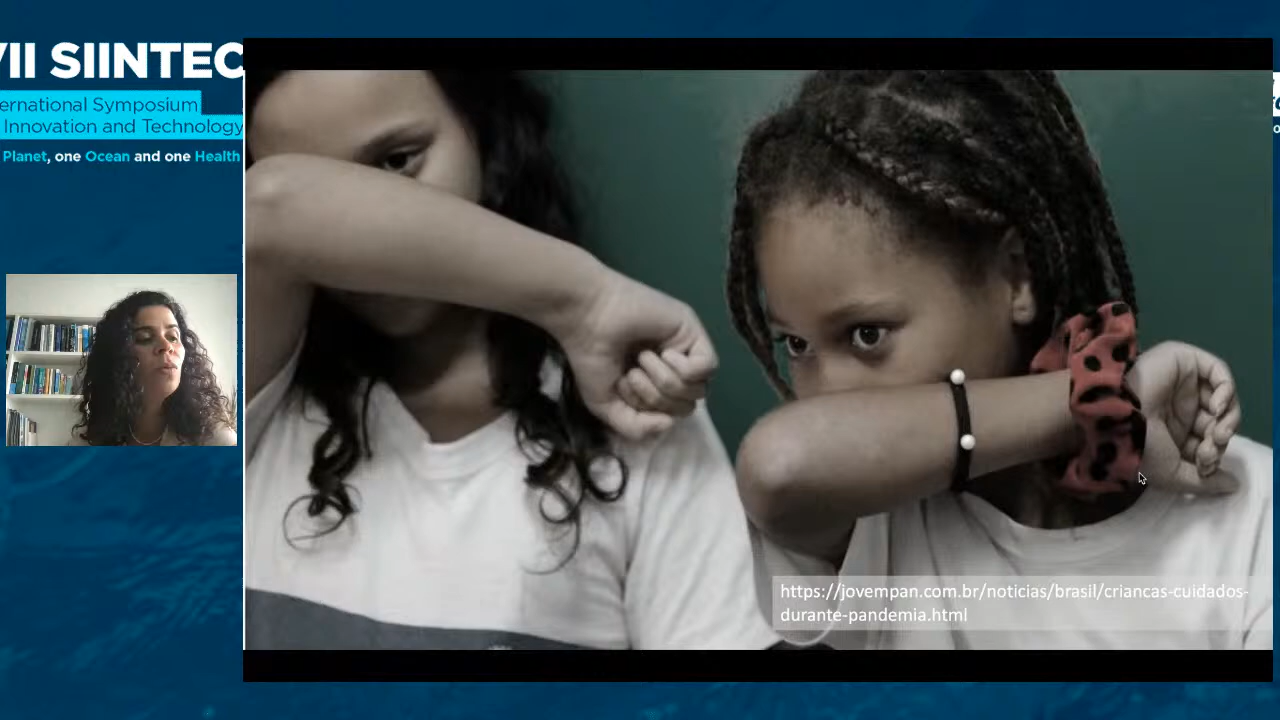 VII SIINTEC
ernational Symposium
Innovation and Technology
Planet, one Ocean and one Health
https://jovempan.com.br/noticias/brasil/criancas-cuidados-
durante-pandemia.html